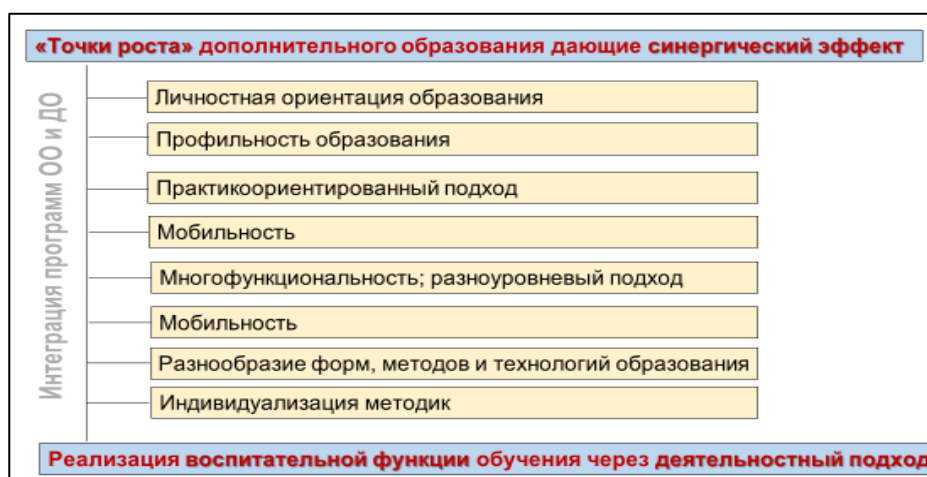 «Точки роста» дополнительного образования дающие синергический эффект
Интеграция программ ОО и ДО
Личностная ориентация образования
Профильность образования
Практикоориентированный подход
Мобильность
Многофункциональность; разноуровневый подход
Мобильность
Разнообразие форм, методов и технологий образования
Индивидуализация методик
Реализация воспитательной функции обучения через деятельностный подход